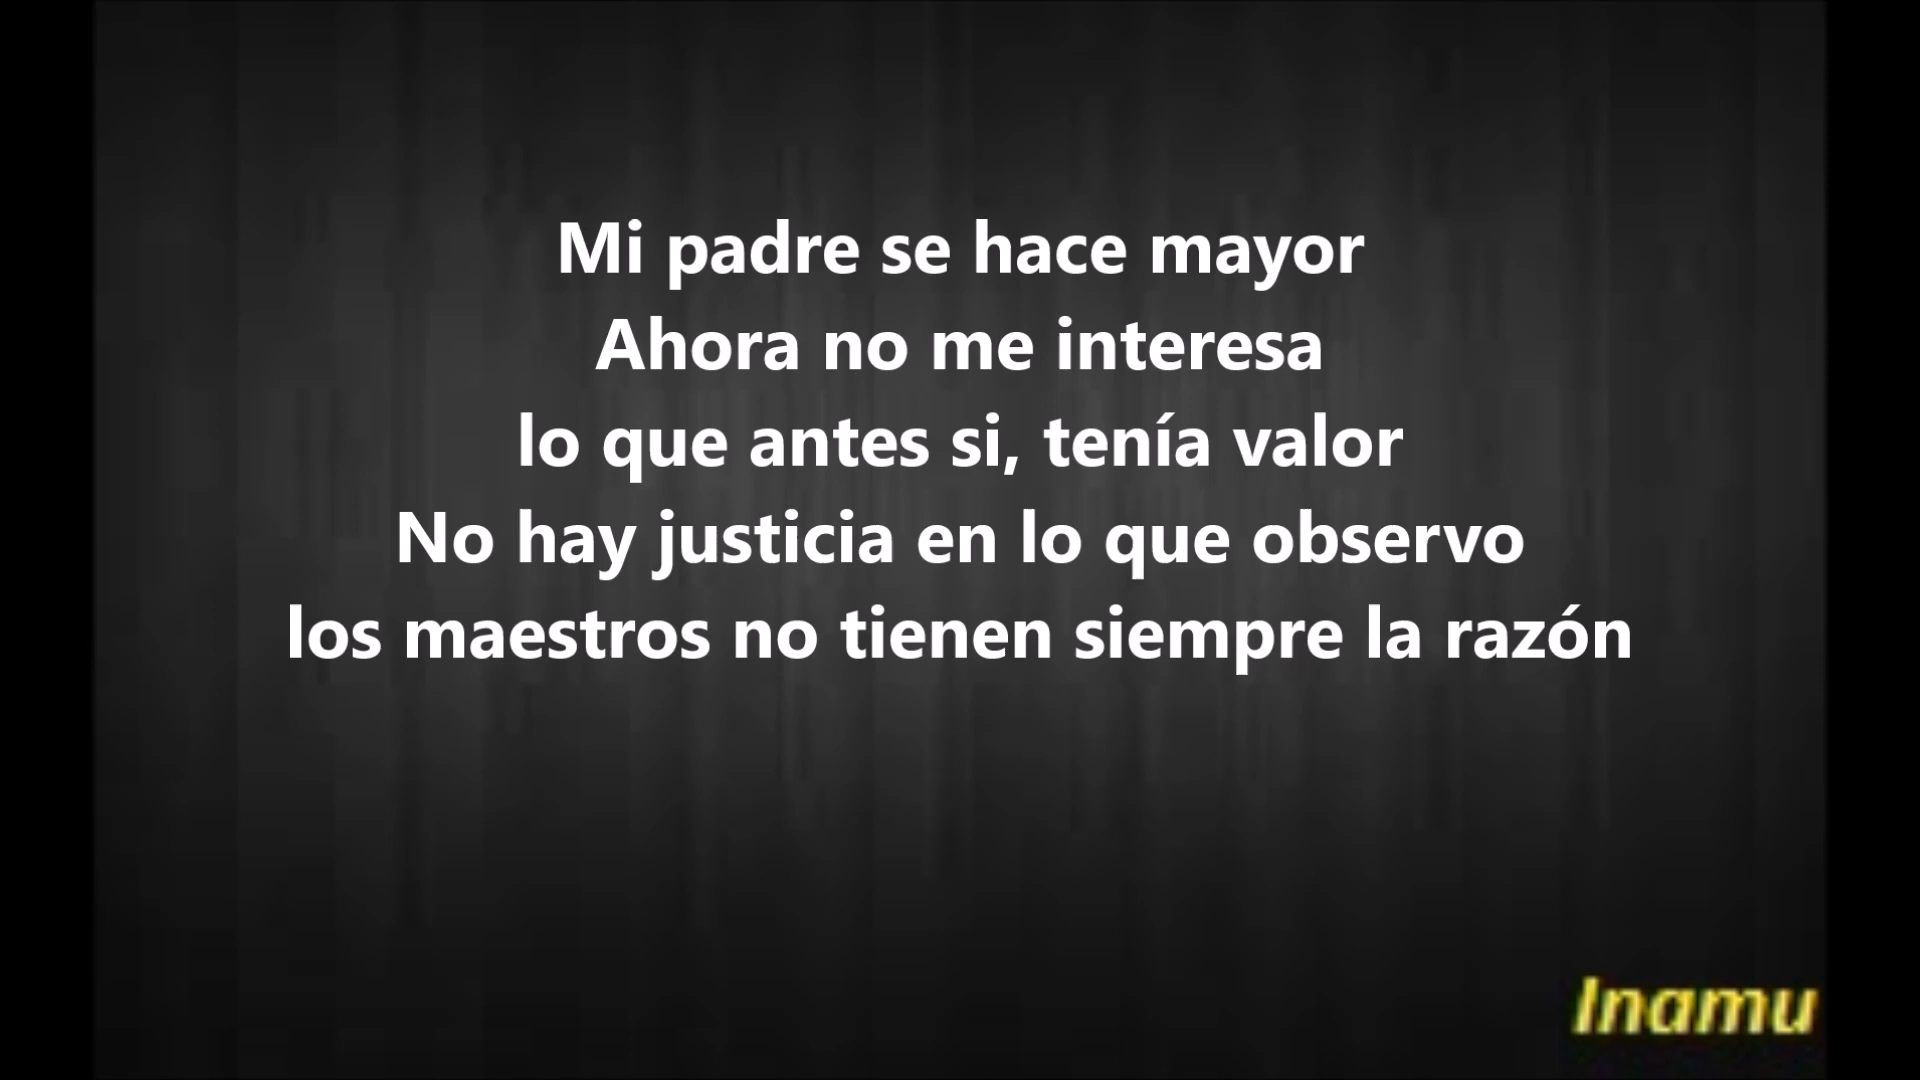 Mi padre se hace mayor
Ahora no me interesa
lo que antes si, tenía valor
No hay justicia en lo que observo
los maestros no tienen siempre la razón
Inamu